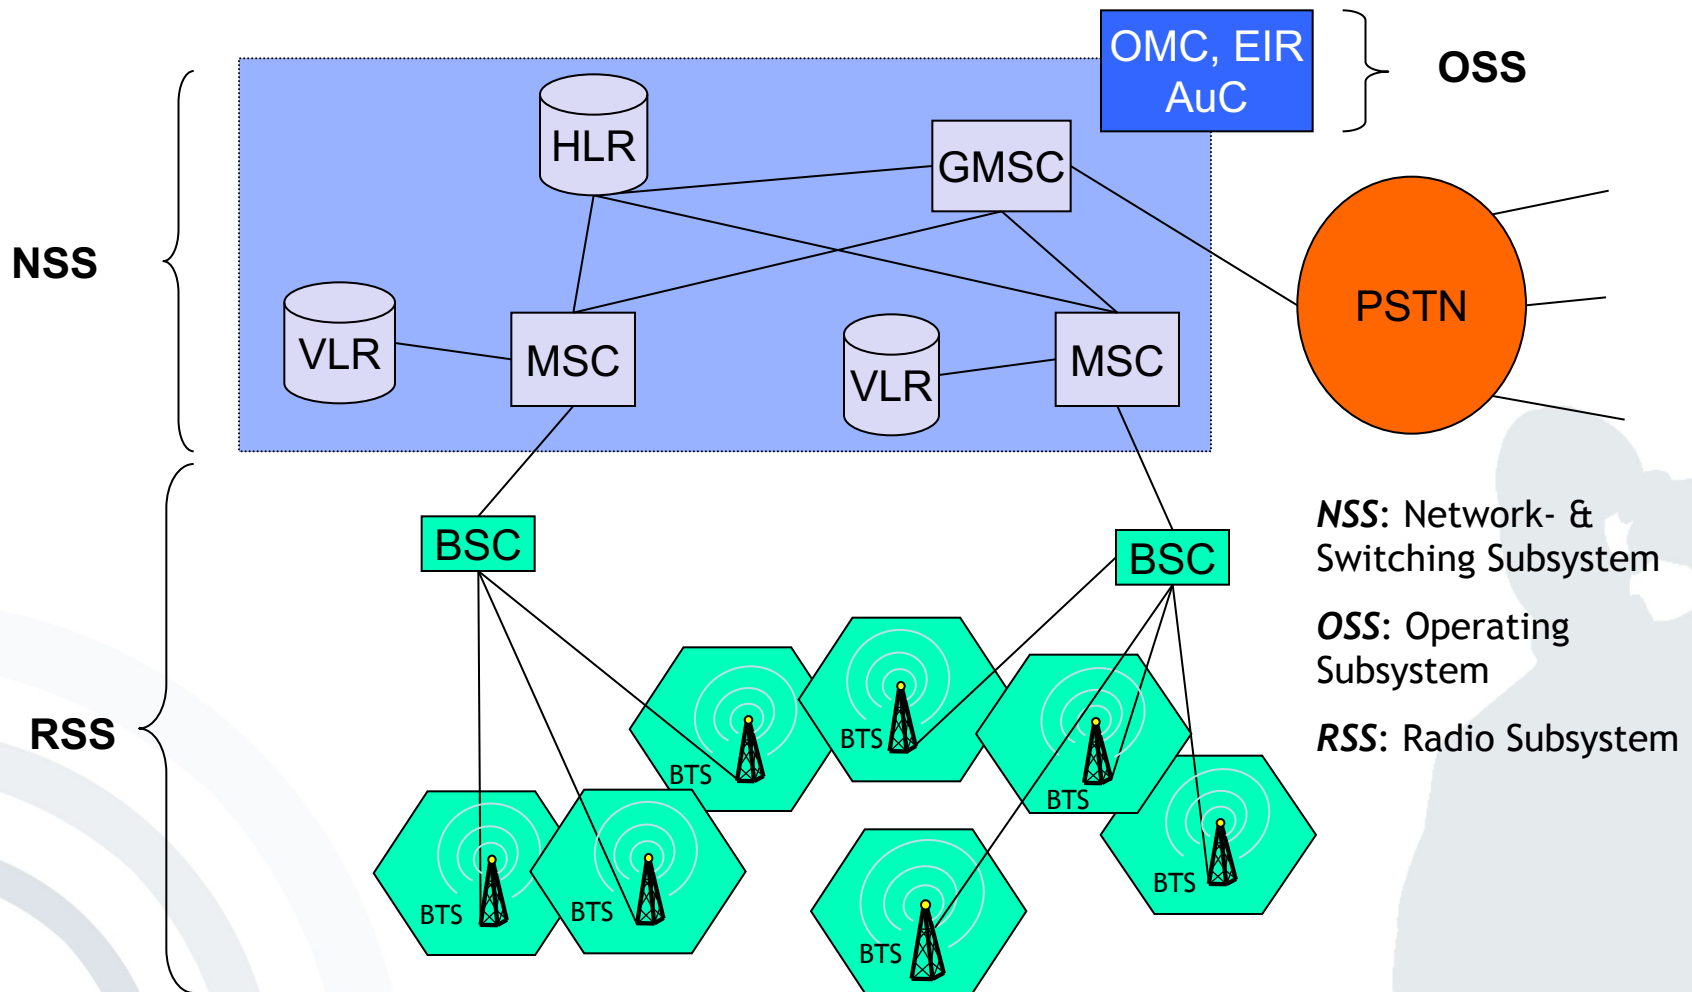 OMC, EIR
AuC
OSS
HLR
GMSC
NSS
PSTN
VLR
MSC
VLR
MSC
BSC
BSC
NSS: Network- &
Switching Subsystem
OSS: Operating
Subsystem
RSS: Radio Subsystem
RSS
BTS
BTS
BTS
BTS
BTS
BTS
BTS